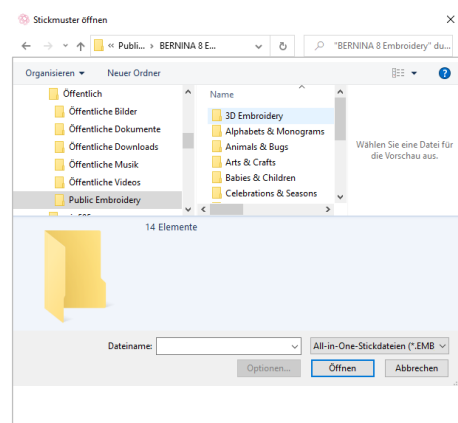 Stickmuster öffnen
« Publi... › BERNINA 8 E...
"BERNINA 8 Embroidery" du...
Organisieren
Neuer Ordner
Öffentlich
Öffentliche Bilder
Öffentliche Dokumente
Öffentliche Downloads
Öffentliche Musik
Öffentliche Videos
Public Embroidery
Name
3D Embroidery
Alphabets & Monograms
Animals & Bugs
Arts & Crafts
Babies & Children
Celebrations & Seasons
Wählen Sie eine Datei für
die Vorschau aus.
14 Elemente
Dateiname:
All-in-One-Stickdateien (*.EMB
Optionen...
Öffnen
Abbrechen